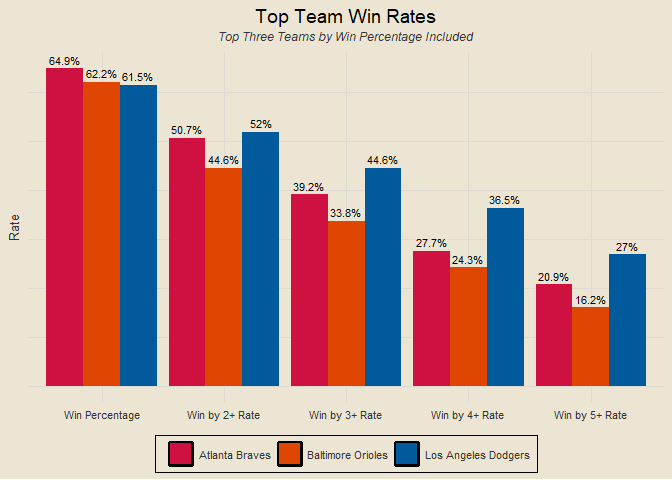 Top Team Win Rates
Top Three Teams by Win Percentage Included
64.9%
62.2%
61.5%
50.7%
44.6%
52%
39.2%
33.8%
44.6%
27.7%
24.3%
36.5%
20.9%
16.2%
27%
Rate
Win Percentage
Win by 2+ Rate
Win by 3+ Rate
Win by 4+ Rate
Win by 5+ Rate
Atlanta Braves
Baltimore Orioles
Los Angeles Dodgers